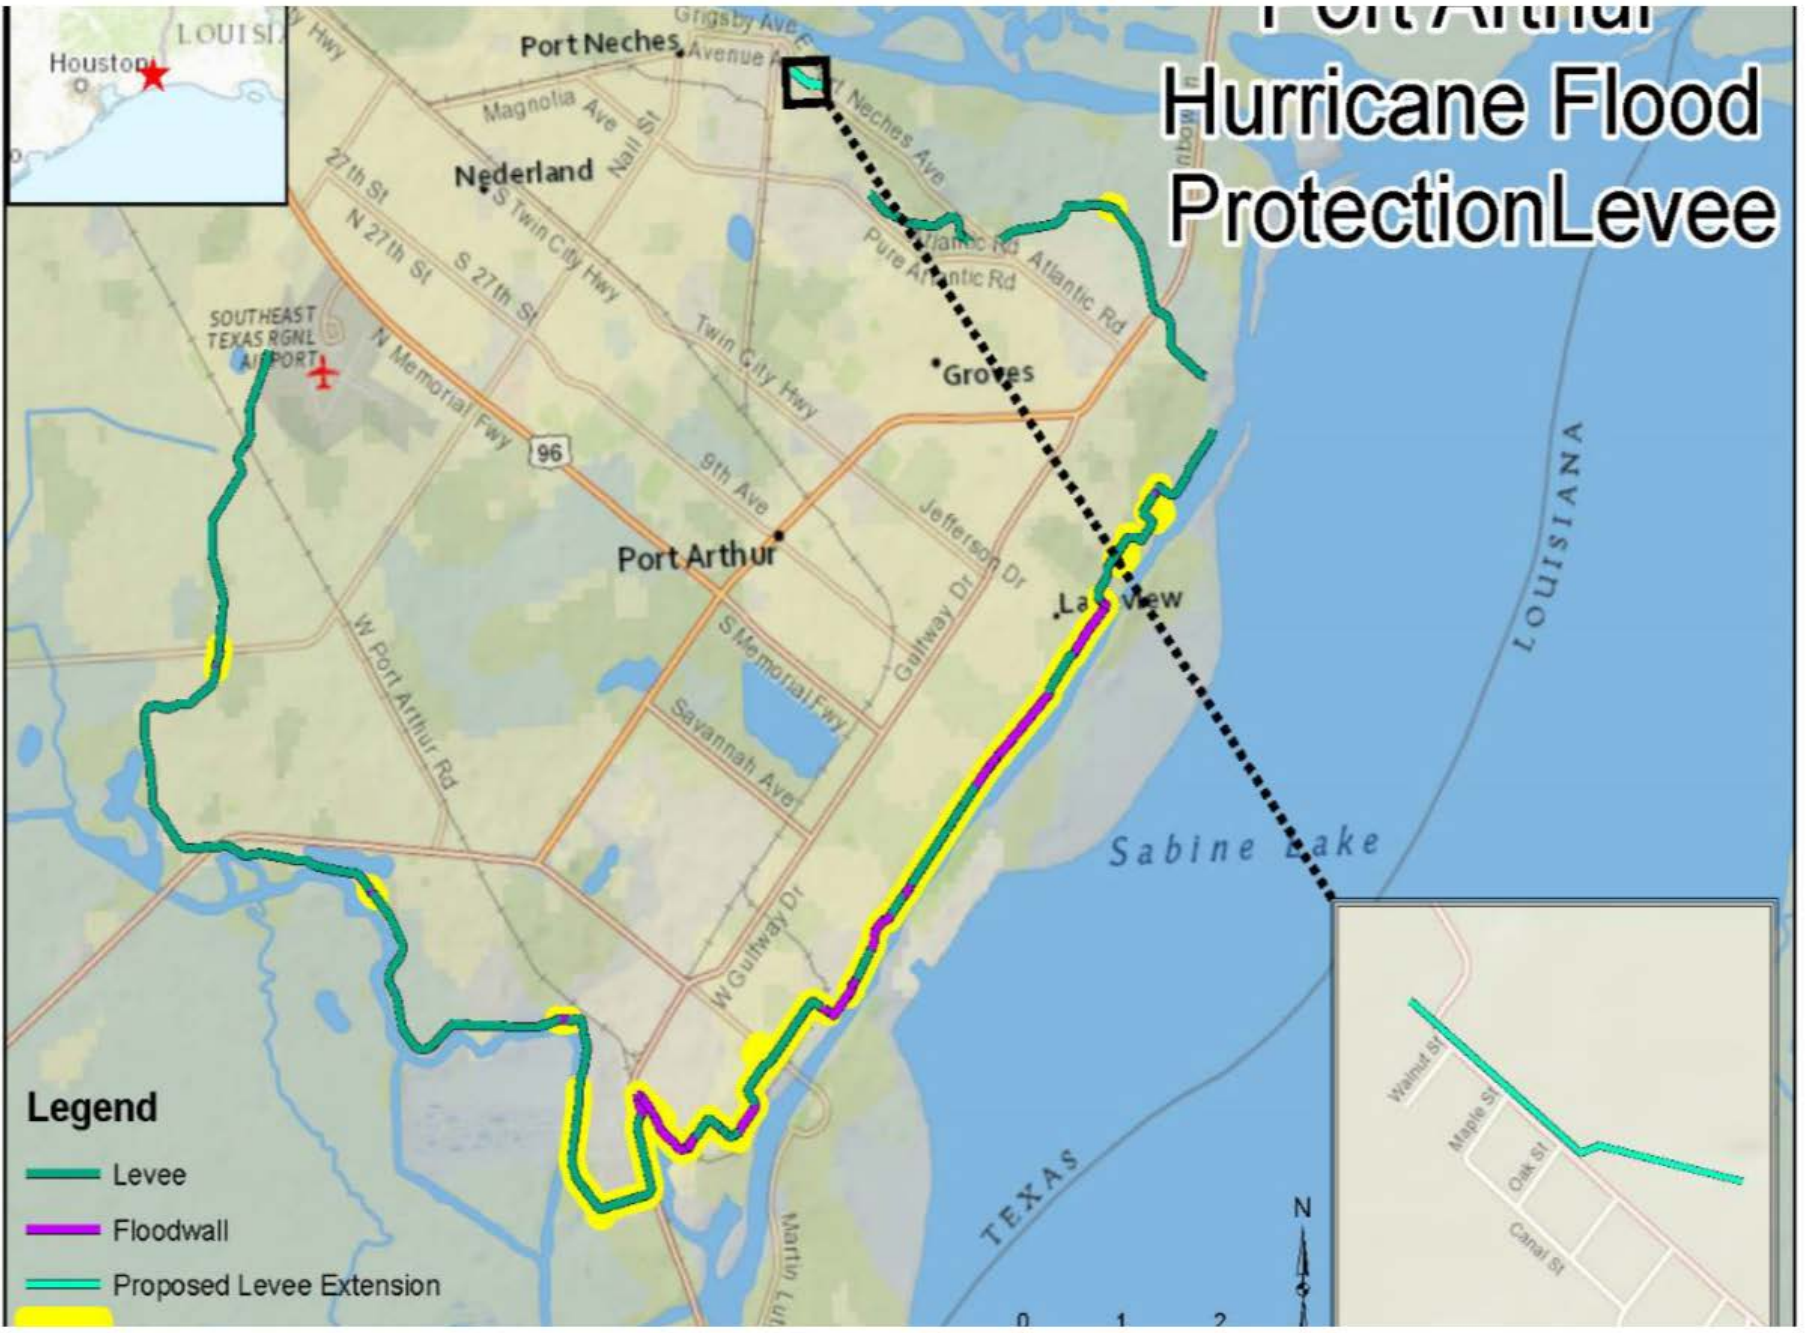 Port Arthur
Hurricane Flood
ProtectionLevee
Houston
Grigsby Ave
Port Neches
Avenue A
Magnolia Ave
Nall St
Neches Ave
27th St
Nederland
S Twin City Hwy
N 27th St
S 27th St
Atlantic Rd
Pure Atlantic Rd
Atlantic Rd
SOUTHEAST
TEXAS RGNL
AIRPORT
N Memorial Fwy
Twin City Hwy
Groves
96
9th Ave
Jefferson Dr
Port Arthur
Lakeview
Gulfway Dr
W Port Arthur Rd
S Memorial Fwy
Savannah Ave
LOUISIANA
Sabine Lake
W Gulfway Dr
TEXAS
Walnut St
Maple St
Oak St
Canal St
Legend
Levee
Floodwall
Proposed Levee Extension
N
0 1 2